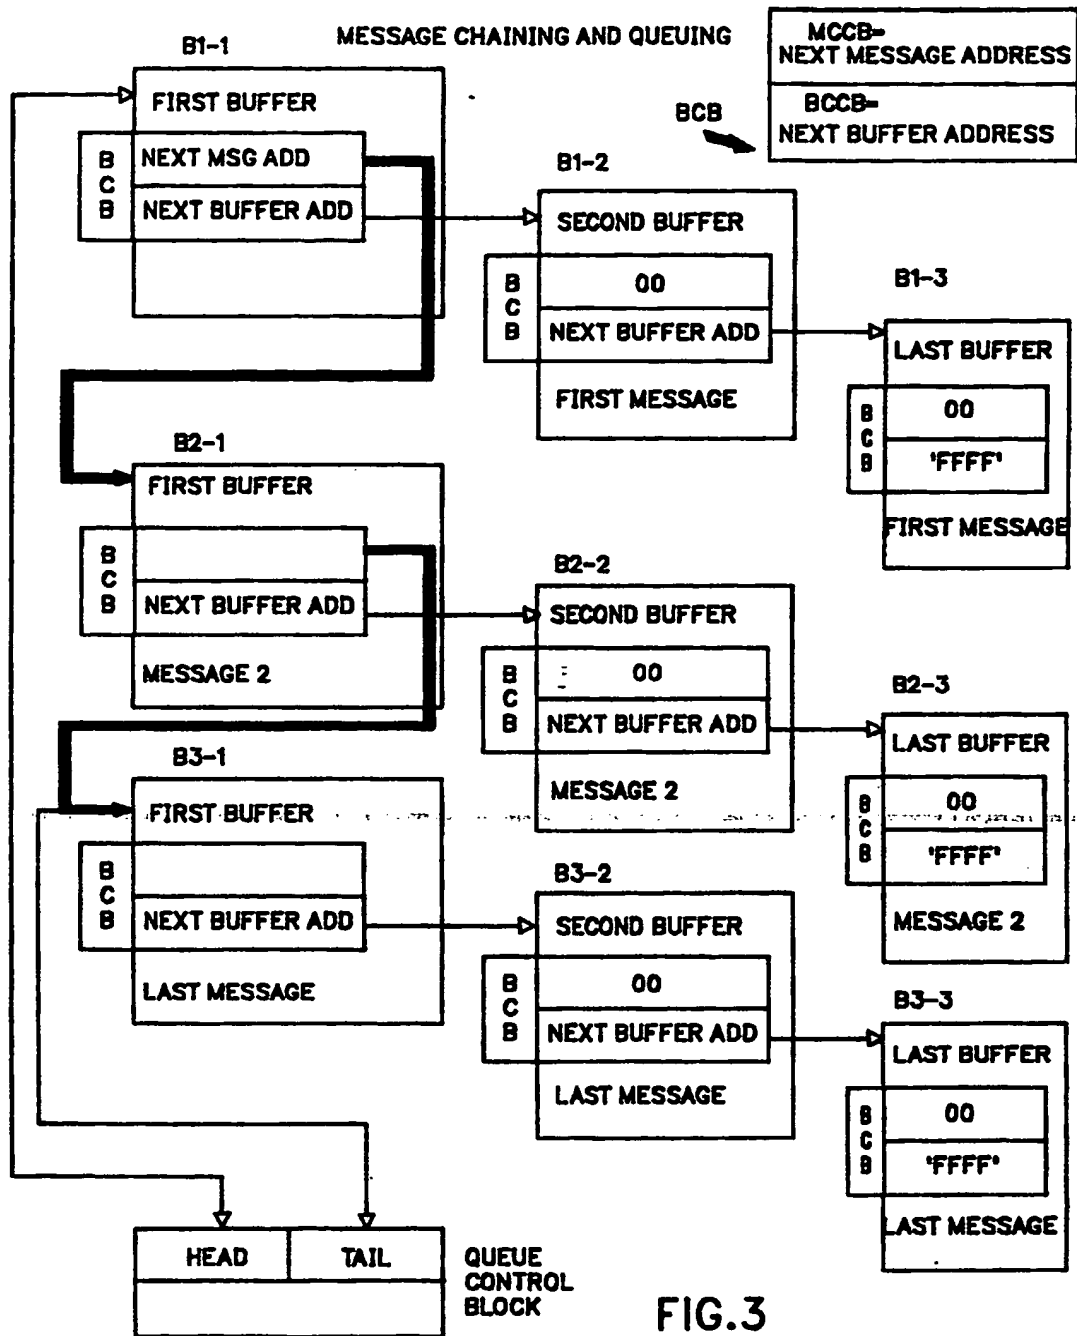 MESSAGE CHAINING AND QUEUING
MCCB=
NEXT MESSAGE ADDRESS
BCCB=
NEXT BUFFER ADDRESS
BCB
B1-1
FIRST BUFFER
BCB
NEXT MSG ADD
NEXT BUFFER ADD
B1-2
SECOND BUFFER
BCB
00
NEXT BUFFER ADD
FIRST MESSAGE
B1-3
LAST BUFFER
BCB
00
'FFFF'
FIRST MESSAGE
B2-1
FIRST BUFFER
BCB
NEXT BUFFER ADD
MESSAGE 2
B2-2
SECOND BUFFER
BCB
00
NEXT BUFFER ADD
MESSAGE 2
B2-3
LAST BUFFER
BCB
00
'FFFF'
MESSAGE 2
B3-1
FIRST BUFFER
BCB
NEXT BUFFER ADD
LAST MESSAGE
B3-2
SECOND BUFFER
BCB
00
NEXT BUFFER ADD
LAST MESSAGE
B3-3
LAST BUFFER
BCB
00
'FFFF'
LAST MESSAGE
HEAD
TAIL
QUEUE
CONTROL
BLOCK
FIG.3